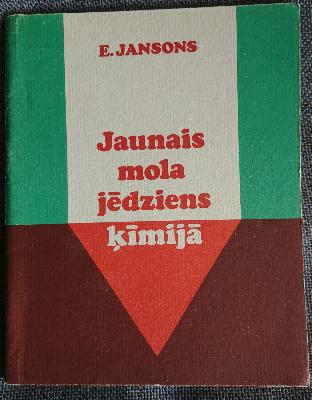 E. JANSONS
Jaunais
mola
jēdziens
ķīmijā